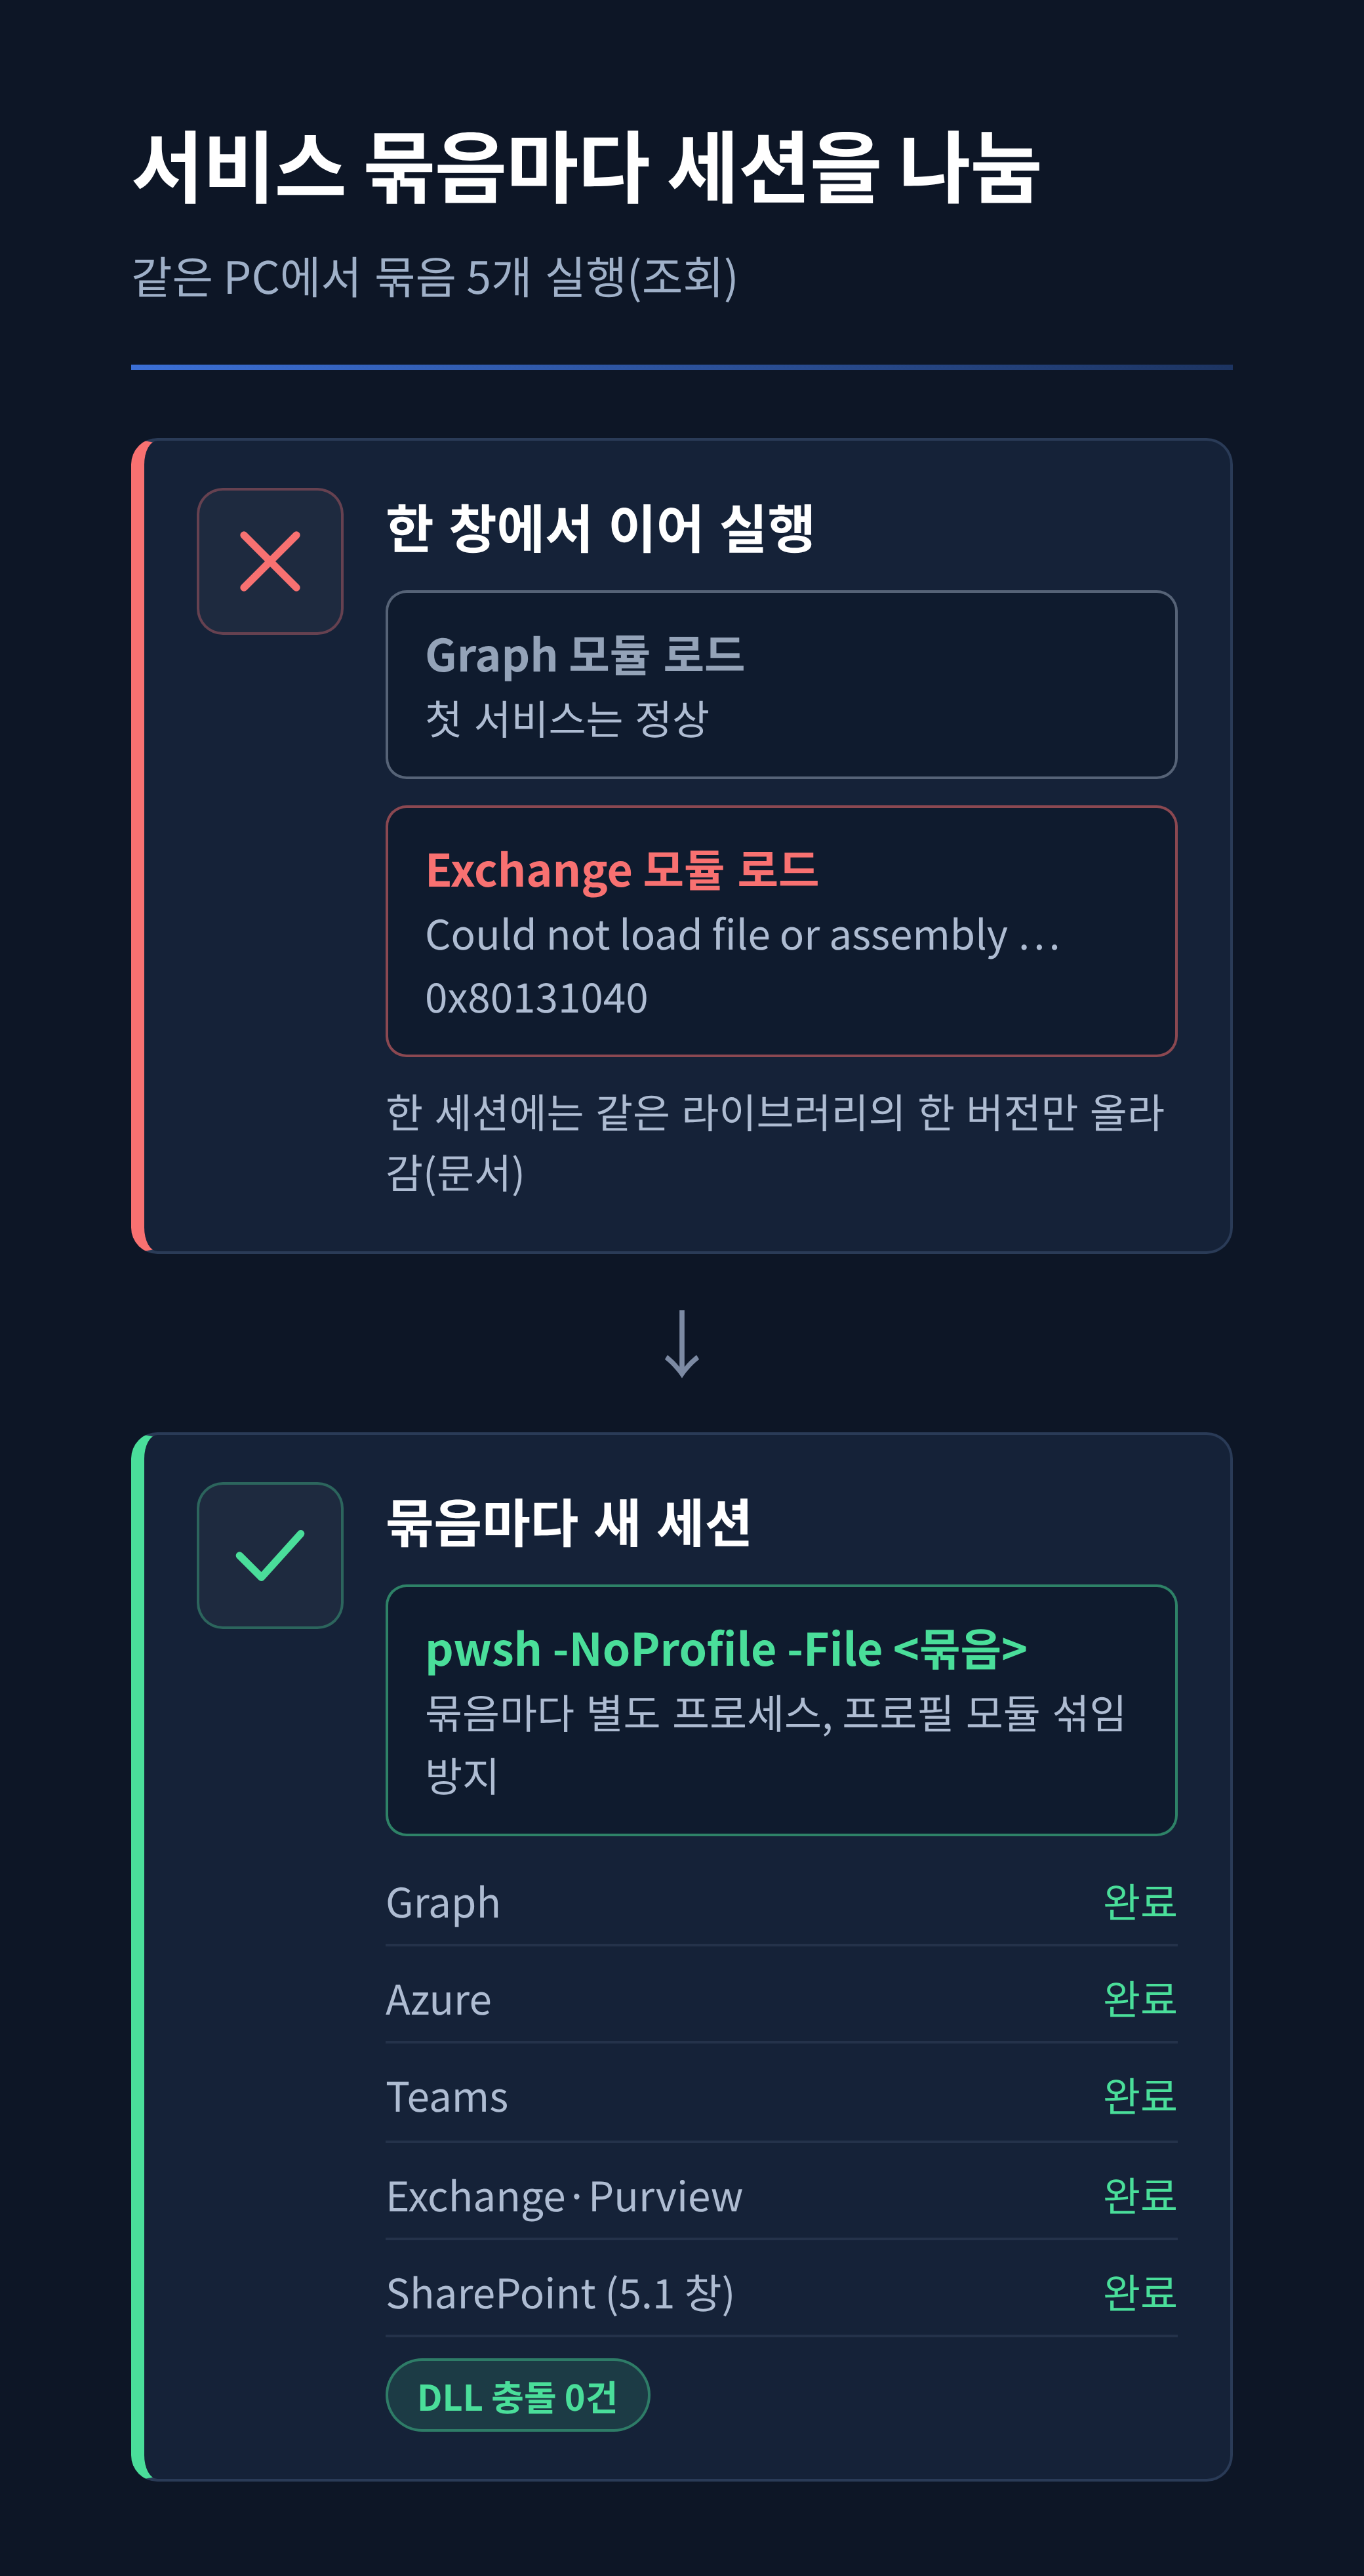 서비스 묶음마다 세션을 나눔
같은 PC에서 묶음 5개 실행(조회)
한 창에서 이어 실행
Graph 모듈 로드
첫 서비스는 정상
Exchange 모듈 로드
Could not load file or assembly …
0x80131040
한 세션에는 같은 라이브러리의 한 버전만 올라
감(문서)
↓
묶음마다 새 세션
pwsh -NoProfile -File <묶음>
묶음마다 별도 프로세스, 프로필 모듈 섞임
방지
Graph 완료
Azure 완료
Teams 완료
Exchange·Purview 완료
SharePoint (5.1 창) 완료
DLL 충돌 0건